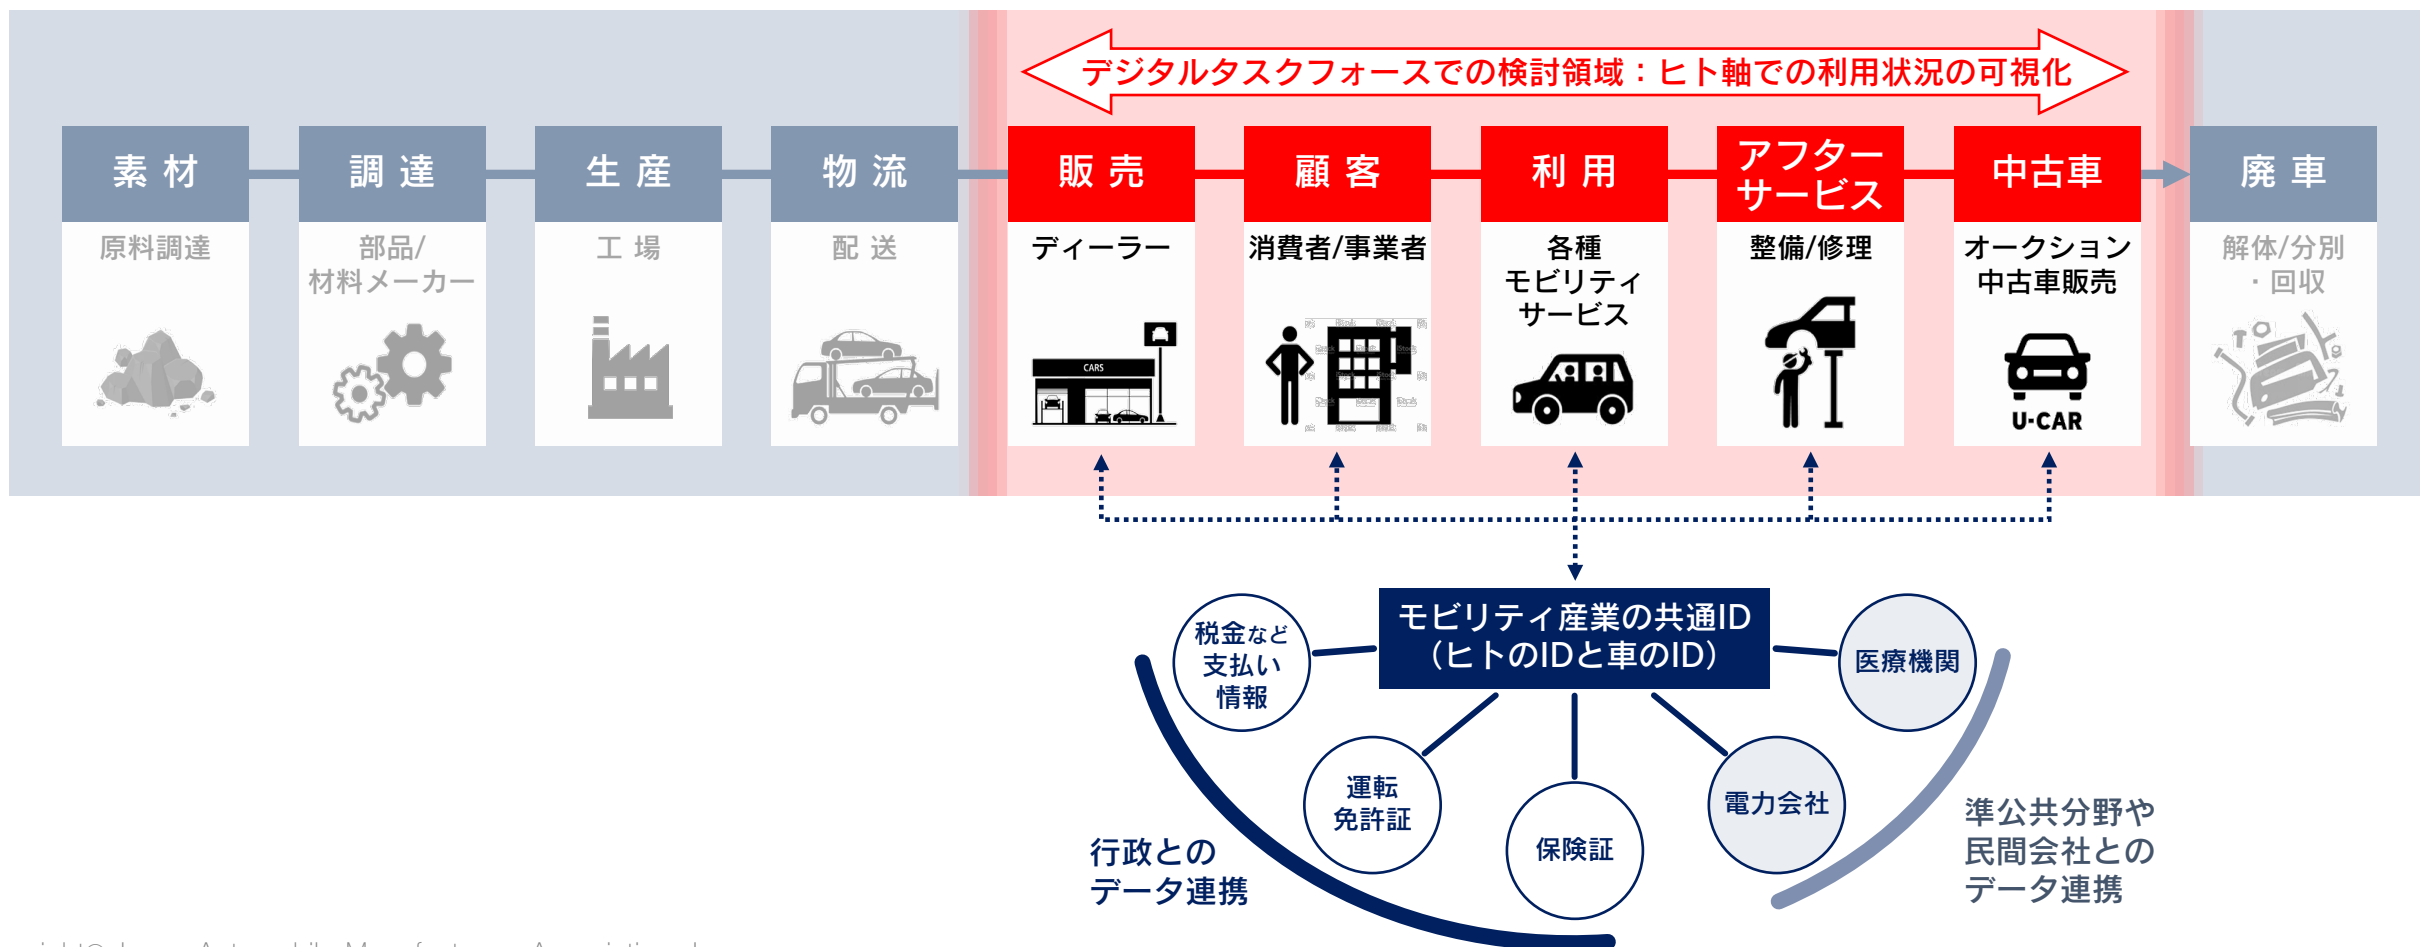 デジタルタスクフォースでの検討領域：ヒト軸での利用状況の可視化
素 材
調 達
生 産
物 流
販 売
顧 客
利 用
アフター
サービス
中古車
廃 車
原料調達
部品/
材料メーカー
工 場
配 送
ディーラー
消費者/事業者
各種
モビリティ
サービス
整備/修理
オークション
中古車販売
解体/分別
・回収
CARS
U-CAR
モビリティ産業の共通ID
（ヒトのIDと車のID）
税金など
支払い
情報
運転
免許証
保険証
電力会社
医療機関
行政との
データ連携
準公共分野や
民間会社との
データ連携